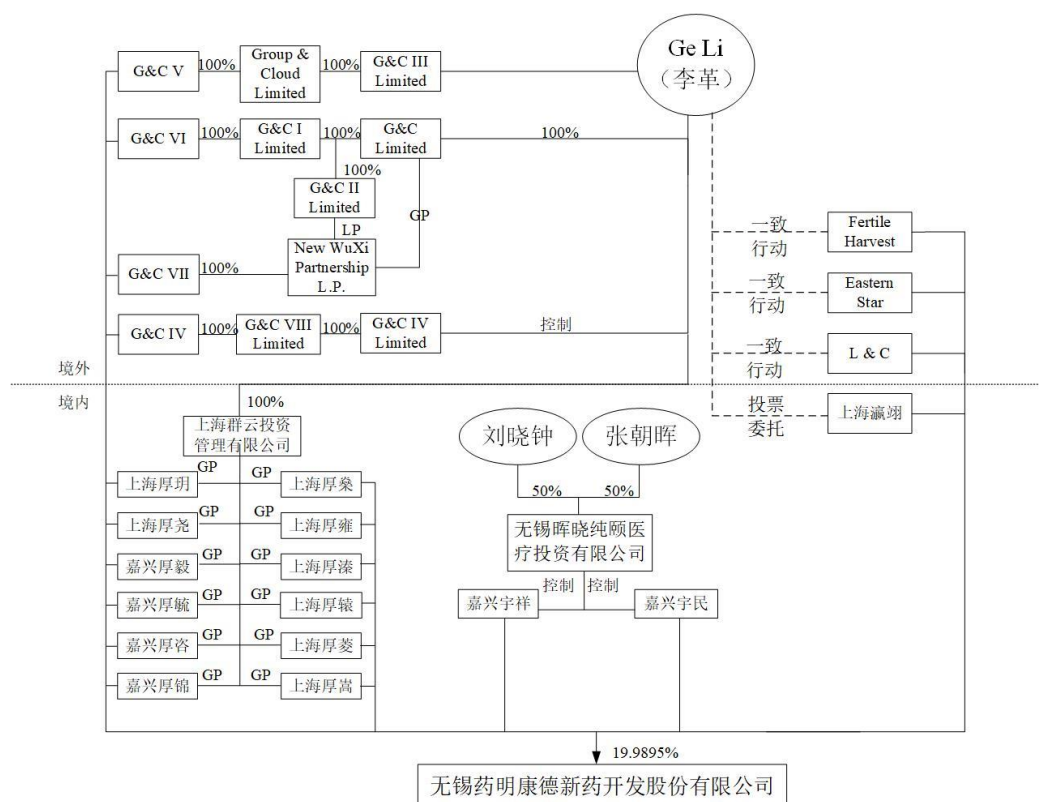 Ge Li
（李革）
G&C V
100%
Group &
Cloud
Limited
100%
G&C III
Limited
G&C VI
100%
G&C I
Limited
100%
G&C
Limited
100%
100%
G&C II
Limited
GP
LP
New WuXi
Partnership
L.P.
G&C VII
100%
G&C IV
100%
G&C VIII
Limited
100%
G&C IV
Limited
控制
一致
行动
Fertile
Harvest
一致
行动
Eastern
Star
一致
行动
L & C
境外
境内
投票
委托
上海瀛翊
100%
上海群云投资
管理有限公司
刘晓钟
张朝晖
50%
50%
无锡晖晓纯颐医
疗投资有限公司
控制
控制
嘉兴宇祥
嘉兴宇民
上海厚玥
GP
GP
上海厚燊
上海厚尧
GP
GP
上海厚雍
嘉兴厚毅
GP
GP
上海厚溱
嘉兴厚毓
GP
GP
上海厚辕
嘉兴厚咨
GP
GP
上海厚菱
嘉兴厚锦
GP
GP
上海厚嵩
19.9895%
无锡药明康德新药开发股份有限公司